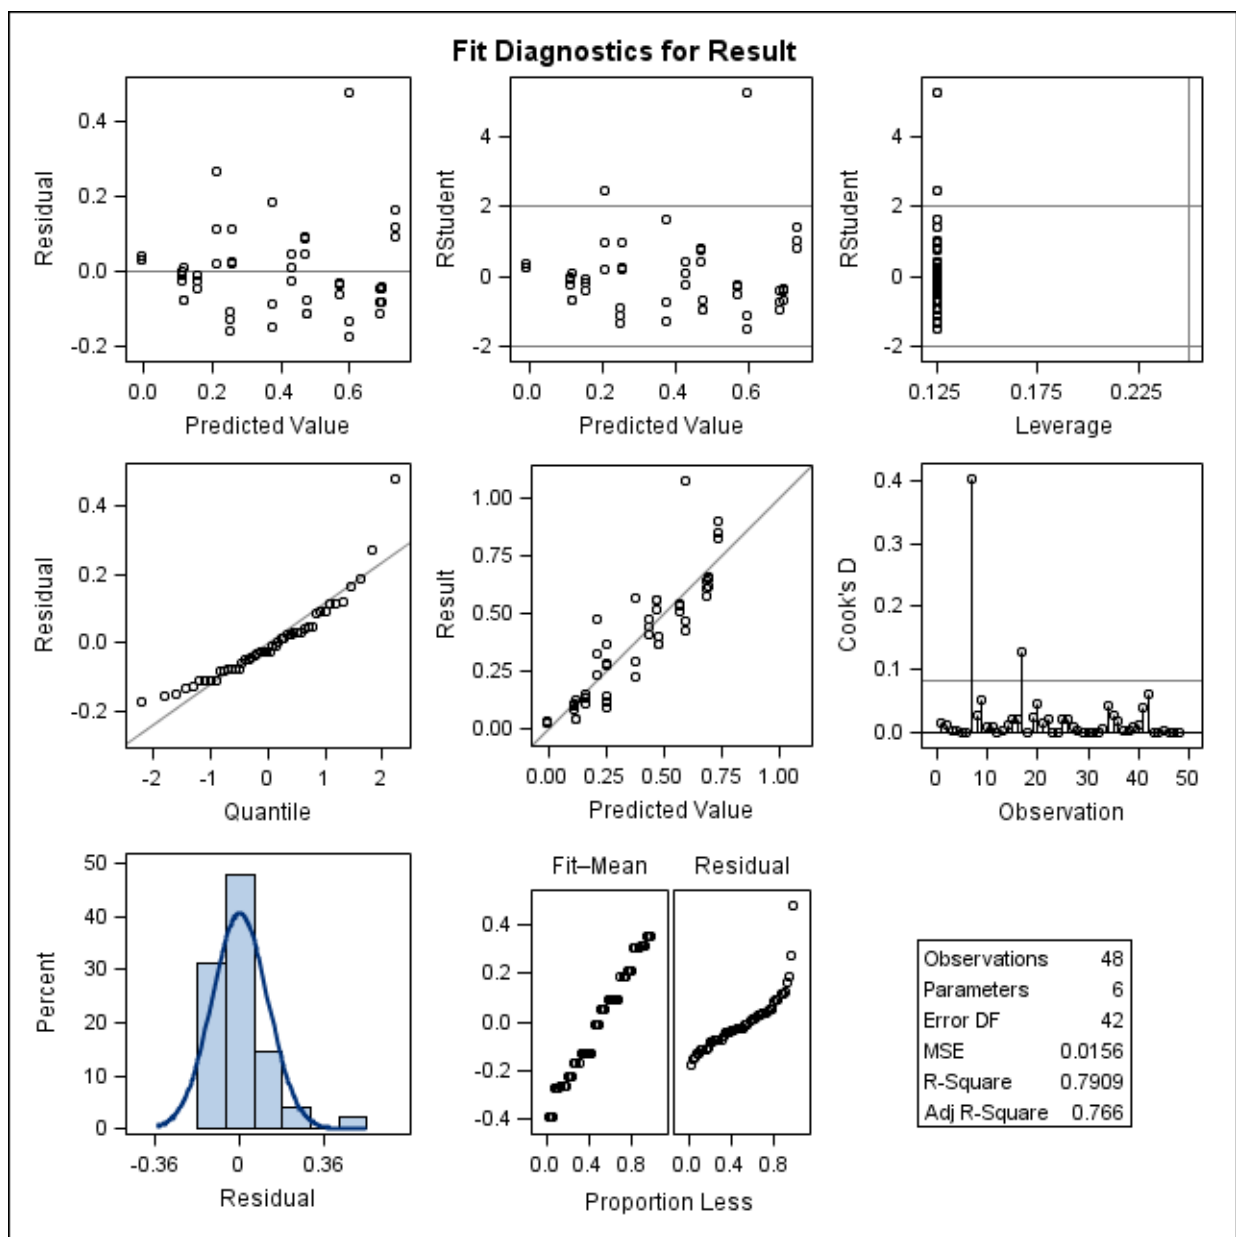 Fit Diagnostics for Result
Residual
0.4
0.2
0.0
-0.2
0.0 0.2 0.4 0.6
Predicted Value
RStudent
4
2
0
-2
0.0 0.2 0.4 0.6
Predicted Value
RStudent
4
2
0
-2
0.125 0.175 0.225
Leverage
Residual
0.4
0.2
0.0
-0.2
-2 -1 0 1 2
Quantile
Result
1.00
0.75
0.50
0.25
0.00
0.00 0.25 0.50 0.75 1.00
Predicted Value
Cook's D
0.4
0.3
0.2
0.1
0.0
0 10 20 30 40 50
Observation
Percent
50
40
30
20
10
0
-0.36 0 0.36
Residual
Fit–Mean Residual
0.4
0.2
0.0
-0.2
-0.4
0.0 0.4 0.8 0.0 0.4 0.8
Proportion Less
Observations 48
Parameters 6
Error DF 42
MSE 0.0156
R-Square 0.7909
Adj R-Square 0.766